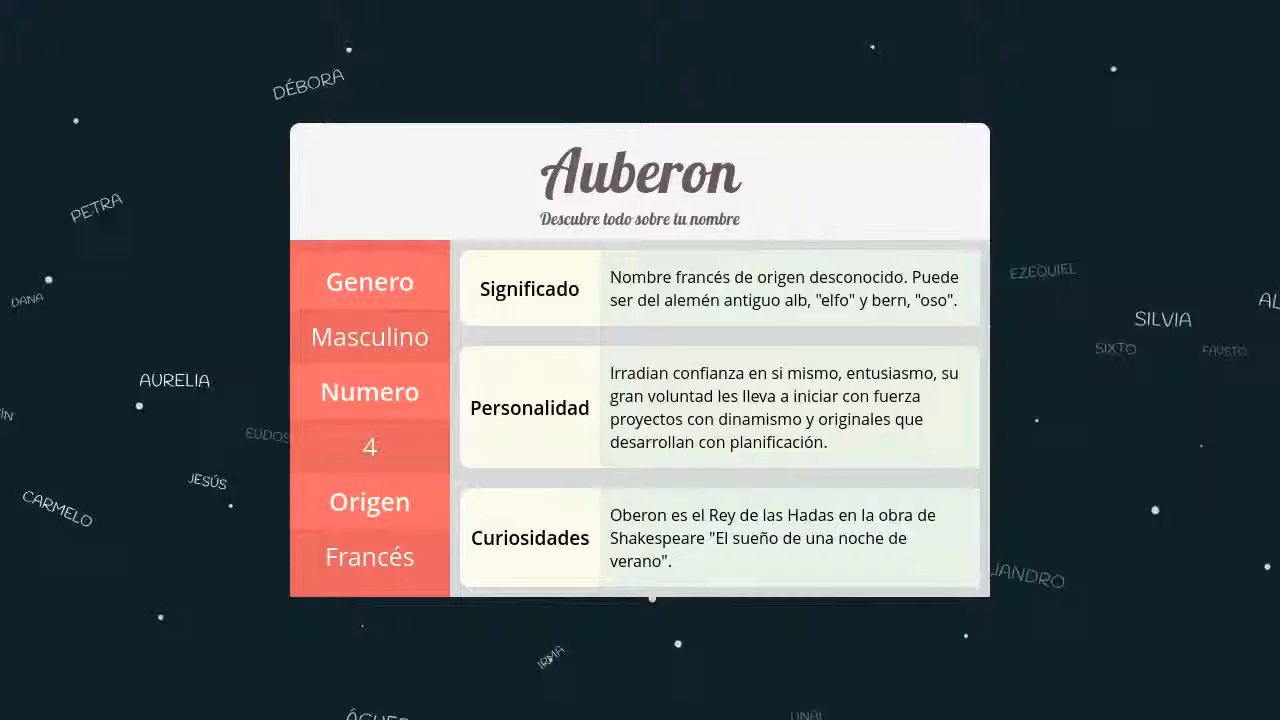 DÉBORA
PETRA
DANA
AURELIA
EUDOS
JESÚS
CARMELO
Auberon
Descubre todo sobre tu nombre
Genero
Masculino
Numero
4
Origen
Francés
Significado
Nombre francés de origen desconocido. Puede
ser del alemén antiguo alb, "elfo" y bern, "oso".
Personalidad
Irradian confianza en si mismo, entusiasmo, su
gran voluntad les lleva a iniciar con fuerza
proyectos con dinamismo y originales que
desarrollan con planificación.
Curiosidades
Oberon es el Rey de las Hadas en la obra de
Shakespeare "El sueño de una noche de
verano".
EZEQUIEL
SILVIA
AL
SIXTO
FAUSTO
JANDRO
IRMA